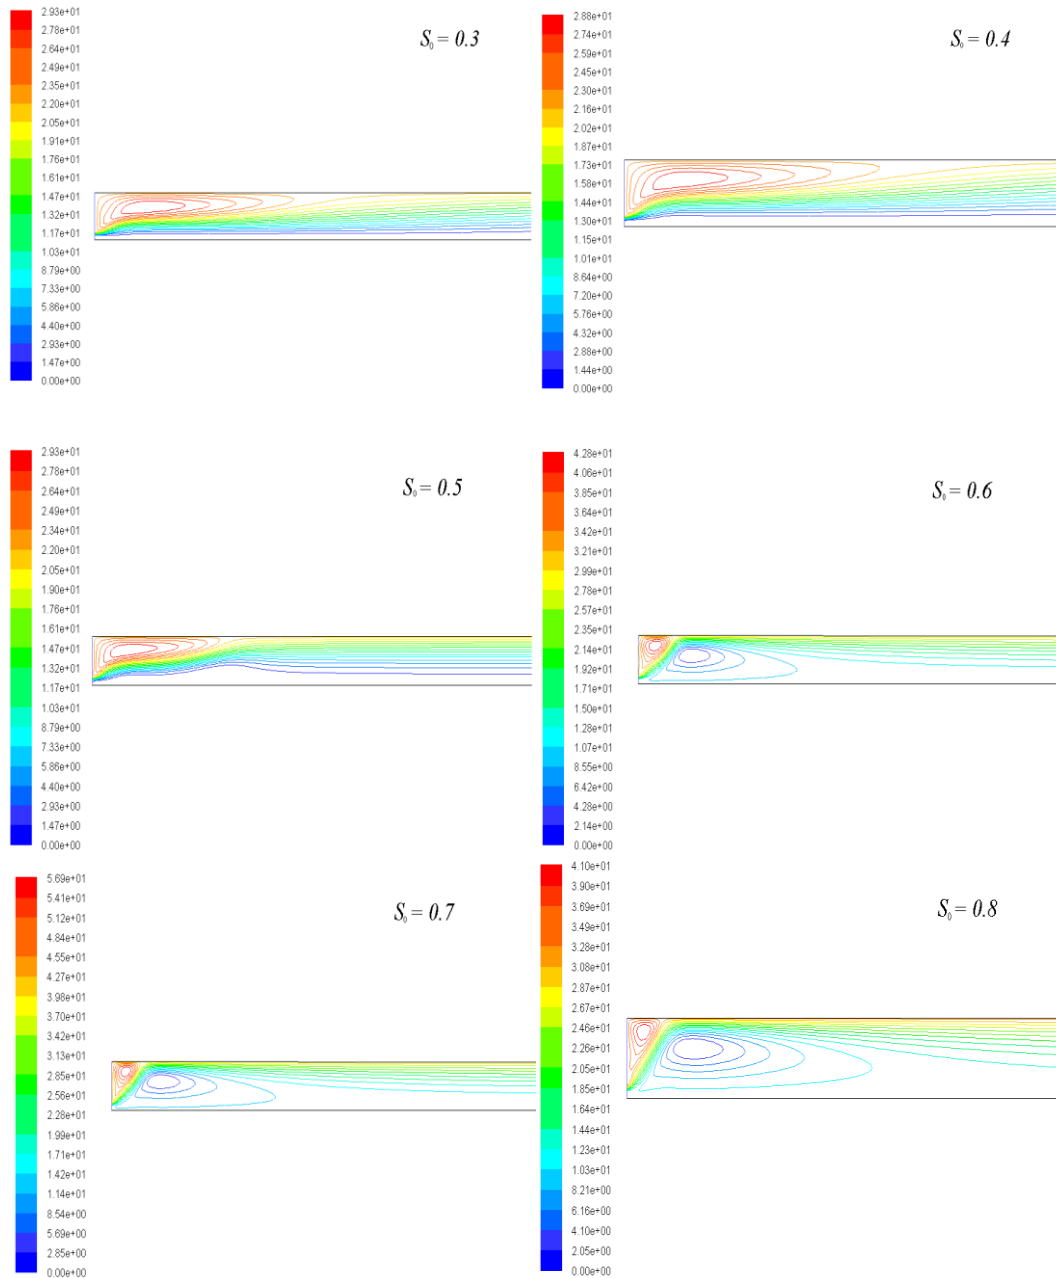 2.93e+01
2.78e+01
2.64e+01
2.49e+01
2.35e+01
2.20e+01
2.05e+01
1.91e+01
1.76e+01
1.61e+01
1.47e+01
1.32e+01
1.17e+01
1.03e+01
8.79e+00
7.33e+00
5.86e+00
4.40e+00
2.93e+00
1.47e+00
0.00e+00
S₀ = 0.3
2.88e+01
2.74e+01
2.59e+01
2.45e+01
2.30e+01
2.16e+01
2.02e+01
1.87e+01
1.73e+01
1.58e+01
1.44e+01
1.30e+01
1.15e+01
1.01e+01
8.64e+00
7.20e+00
5.76e+00
4.32e+00
2.88e+00
1.44e+00
0.00e+00
S₀ = 0.4
2.93e+01
2.78e+01
2.64e+01
2.49e+01
2.34e+01
2.20e+01
2.05e+01
1.90e+01
1.76e+01
1.61e+01
1.47e+01
1.32e+01
1.17e+01
1.03e+01
8.79e+00
7.33e+00
5.86e+00
4.40e+00
2.93e+00
1.47e+00
0.00e+00
S₀ = 0.5
4.28e+01
4.06e+01
3.85e+01
3.64e+01
3.42e+01
3.21e+01
2.99e+01
2.78e+01
2.57e+01
2.35e+01
2.14e+01
1.92e+01
1.71e+01
1.50e+01
1.28e+01
1.07e+01
8.55e+00
6.42e+00
4.28e+00
2.14e+00
0.00e+00
S₀ = 0.6
5.69e+01
5.41e+01
5.12e+01
4.84e+01
4.55e+01
4.27e+01
3.98e+01
3.70e+01
3.42e+01
3.13e+01
2.85e+01
2.56e+01
2.28e+01
1.99e+01
1.71e+01
1.42e+01
1.14e+01
8.54e+00
5.69e+00
2.85e+00
0.00e+00
S₀ = 0.7
4.10e+01
3.90e+01
3.69e+01
3.49e+01
3.28e+01
3.08e+01
2.87e+01
2.67e+01
2.46e+01
2.26e+01
2.05e+01
1.85e+01
1.64e+01
1.44e+01
1.23e+01
1.03e+01
8.21e+00
6.16e+00
4.10e+00
2.05e+00
0.00e+00
S₀ = 0.8